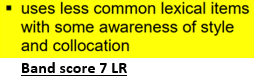 ▪ uses less common lexical items
with some awareness of style
and collocation
Band score 7 LR